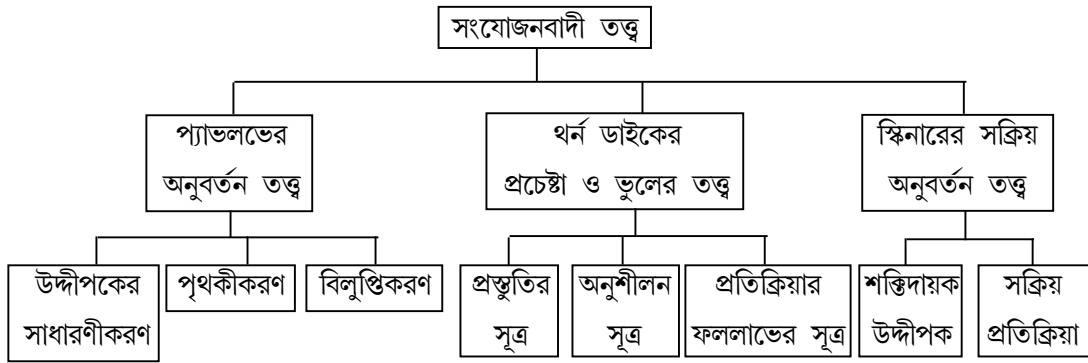 সংযোজনবাদী তত্ত্ব
প্যাভলভের
অনুবর্তন তত্ত্ব
থর্ন ডাইকের
প্রচেষ্টা ও ভুলের তত্ত্ব
স্কিনারের সক্রিয়
অনুবর্তন তত্ত্ব
উদ্দীপকের
সাধারণীকরণ
পৃথকীকরণ
বিলুপ্তিকরণ
প্রস্তুতির
সূত্র
অনুশীলন
সূত্র
প্রতিক্রিয়ার
ফললাভের সূত্র
শক্তিদায়ক
উদ্দীপক
সক্রিয়
প্রতিক্রিয়া